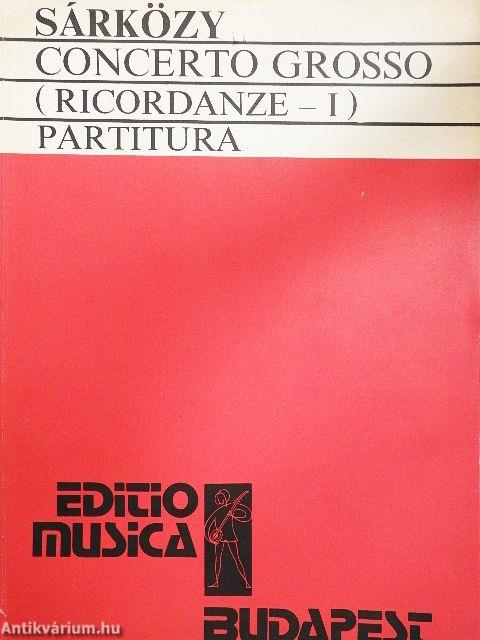 SÁRKÖZY
CONCERTO GROSSO
(RICORDANZE – I)
PARTITURA
EDITIO
MUSICA
BUDAPEST
Antikvárium.hu